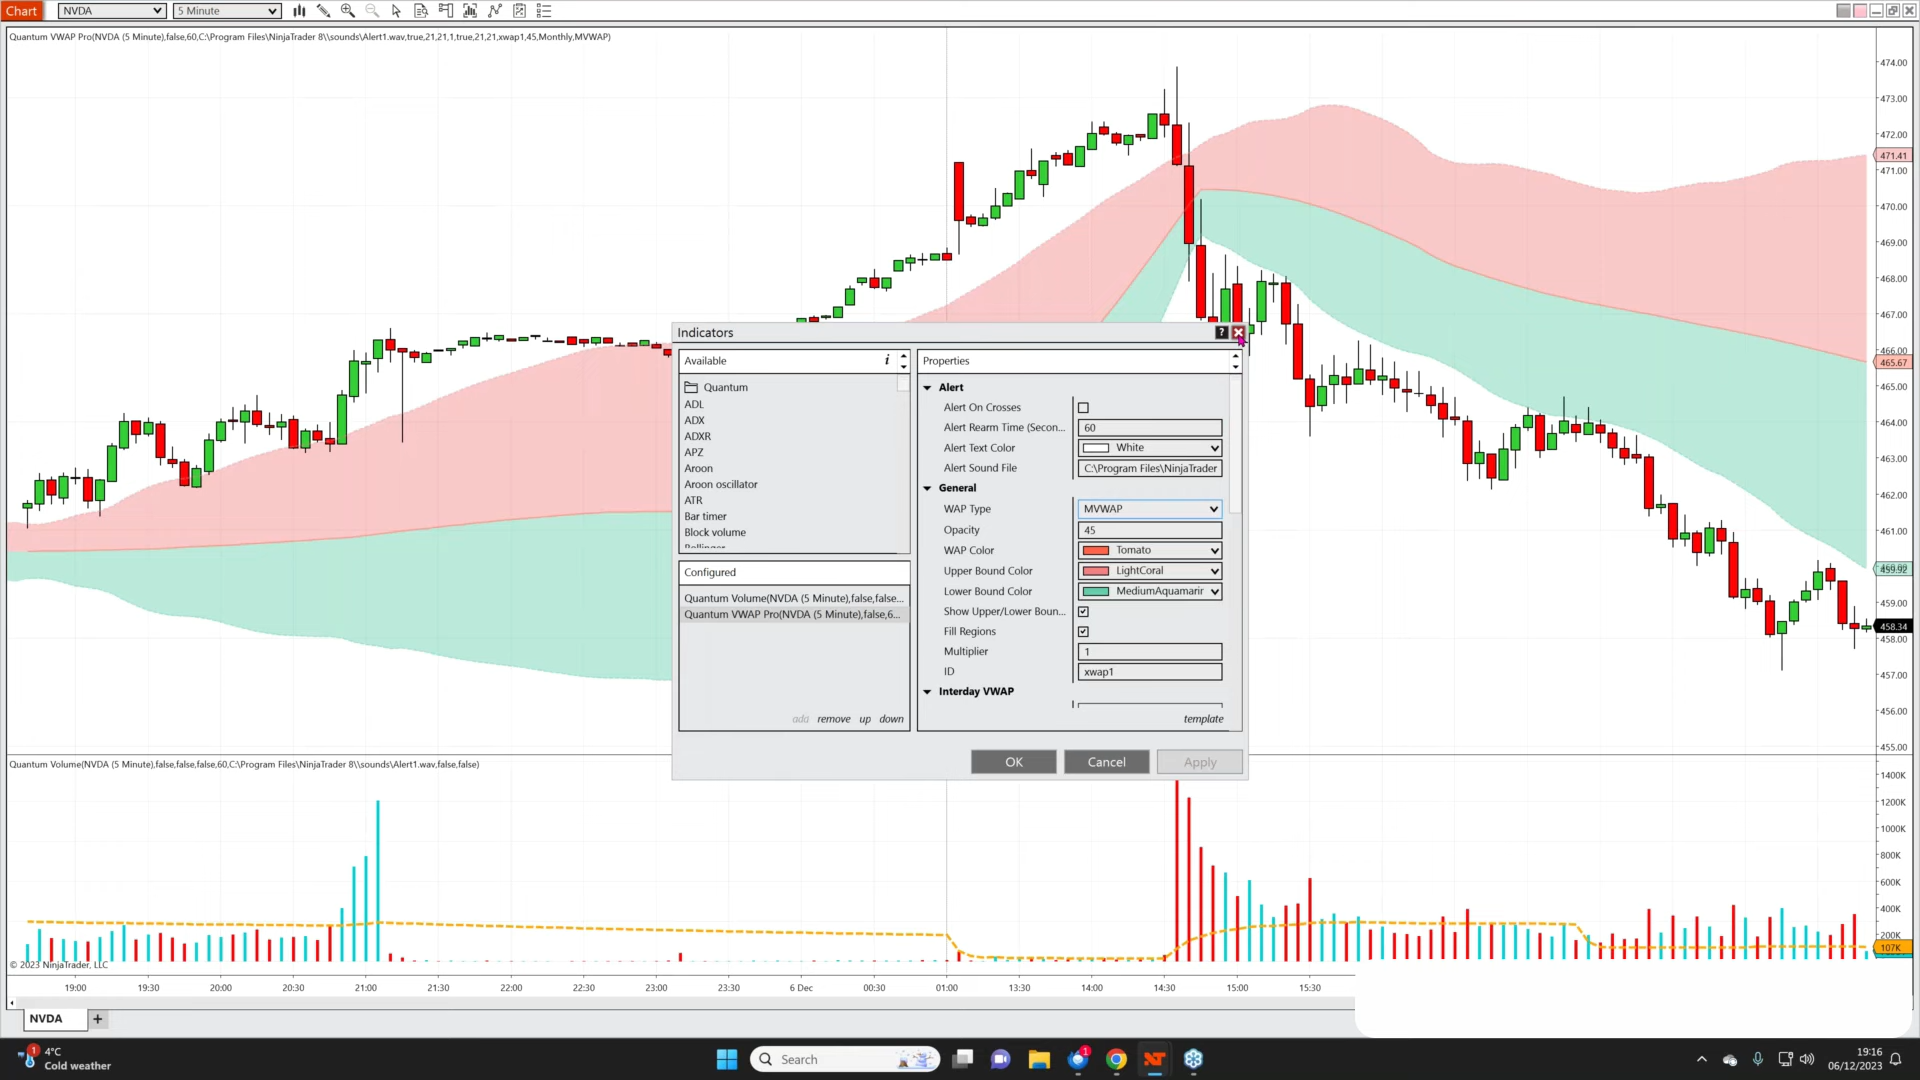 Chart
NVDA
5 Minute
Quantum VWAP Pro(NVDA (5 Minute),false,60,C:\Program Files\NinjaTrader 8\\sounds\Alert1.wav,true,21,21,1,true,21,21,xwap1,45,Monthly,MVWAP)
474.00
473.00
472.00
471.41
471.00
470.00
469.00
468.00
467.00
466.00
465.67
465.00
464.00
463.00
462.00
461.00
459.92
459.00
458.34
458.00
457.00
456.00
455.00
Indicators
?
Available
i
Quantum
ADL
ADX
ADXR
APZ
Aroon
Aroon oscillator
ATR
Bar timer
Block volume
Bollinger
Configured
Quantum Volume(NVDA (5 Minute),false,false...
Quantum VWAP Pro(NVDA (5 Minute),false,6...
add remove up down
Properties
Alert
Alert On Crosses
Alert Rearm Time (Secon... 60
Alert Text Color White
Alert Sound File C:\Program Files\NinjaTrader
General
WAP Type MVWAP
Opacity 45
WAP Color Tomato
Upper Bound Color LightCoral
Lower Bound Color MediumAquamarir
Show Upper/Lower Boun...
Fill Regions
Multiplier 1
ID xwap1
Interday VWAP
template
OK Cancel Apply
Quantum Volume(NVDA (5 Minute),false,false,false,60,C:\Program Files\NinjaTrader 8\\sounds\Alert1.wav,false,false)
1400K
1200K
1000K
800K
600K
400K
200K
107K
© 2023 NinjaTrader, LLC
19:00 19:30 20:00 20:30 21:00 21:30 22:00 22:30 23:00 23:30 6 Dec 00:30 01:00 13:30 14:00 14:30 15:00 15:30
NVDA +
1
4°C
Cold weather
Search
1
19:16
06/12/2023